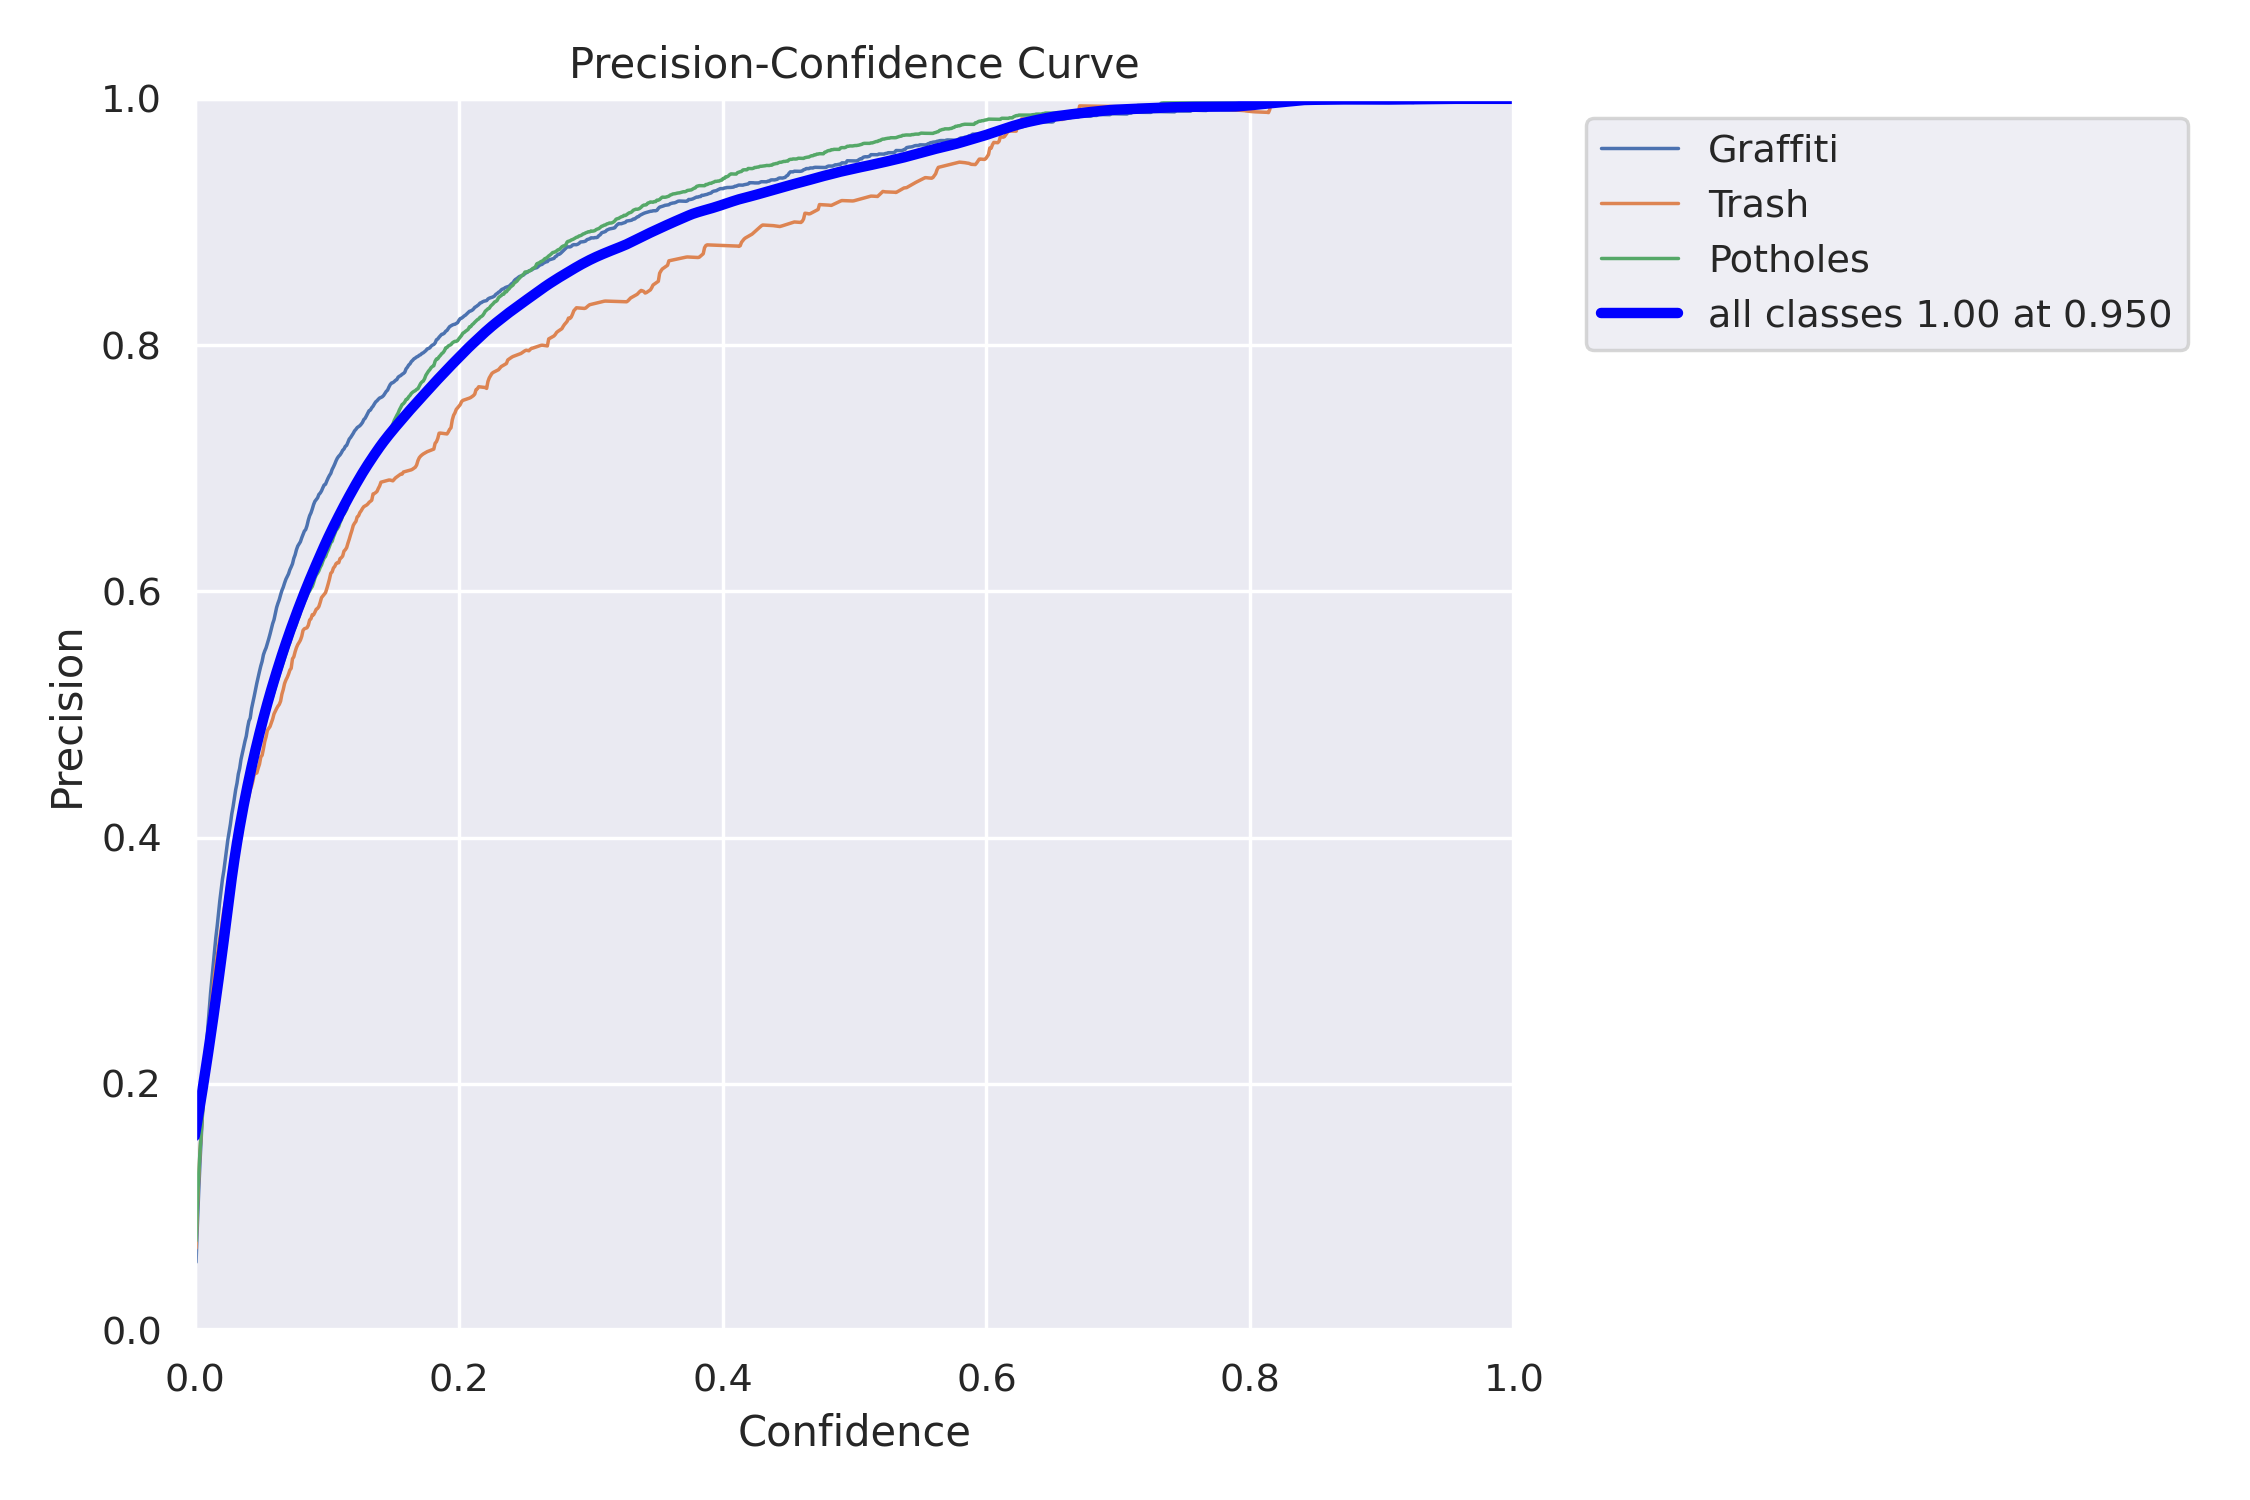 Precision-Confidence Curve
1.0
0.8
0.6
0.4
0.2
0.0
Precision
0.0 0.2 0.4 0.6 0.8 1.0
Confidence
Graffiti
Trash
Potholes
all classes 1.00 at 0.950